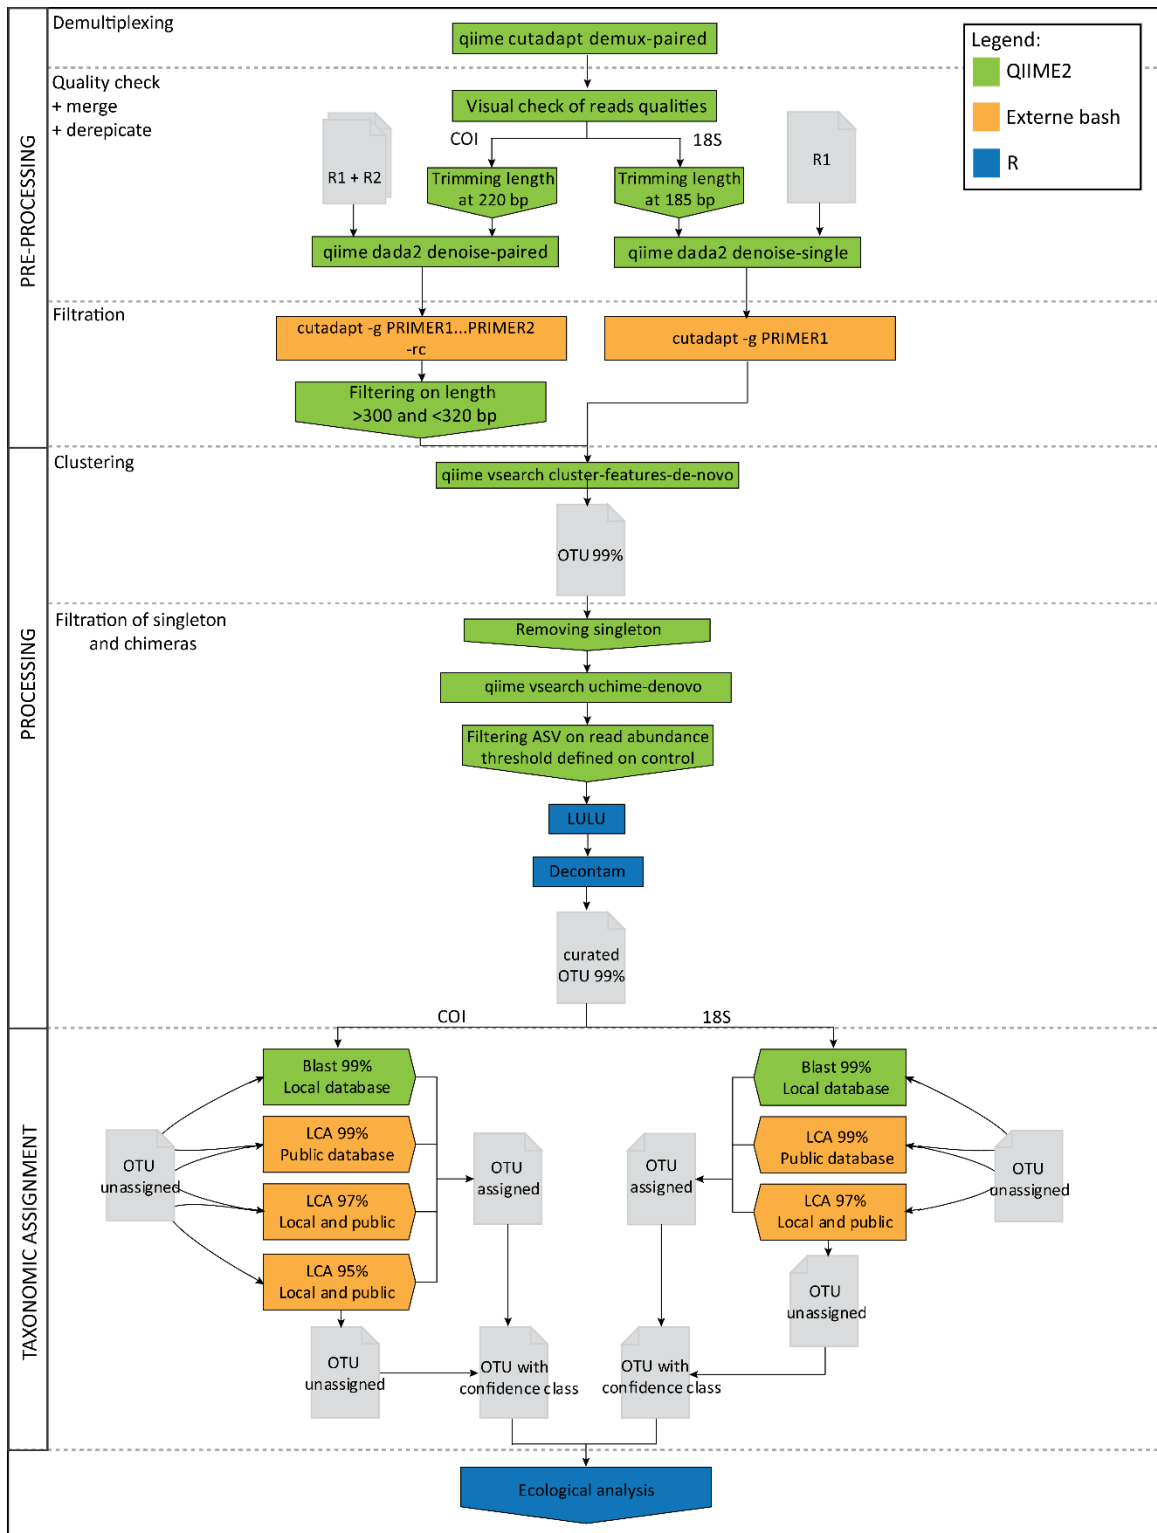 Demultiplexing
qiime cutadapt demux-paired
Legend:
QIIME2
Externe bash
R
PRE-PROCESSING
Quality check
+ merge
+ derepicate
Visual check of reads qualities
COI
18S
R1 + R2
Trimming length
at 220 bp
Trimming length
at 185 bp
R1
qiime dada2 denoise-paired
qiime dada2 denoise-single
Filtration
cutadapt -g PRIMER1...PRIMER2
-rc
cutadapt -g PRIMER1
Filtering on length
>300 and <320 bp
PROCESSING
Clustering
qiime vsearch cluster-features-de-novo
OTU 99%
Filtration of singleton
and chimeras
Removing singleton
qiime vsearch uchime-denovo
Filtering ASV on read abundance
threshold defined on control
LULU
Decontam
curated
OTU 99%
TAXONOMIC ASSIGNMENT
COI
18S
Blast 99%
Local database
LCA 99%
Public database
LCA 97%
Local and public
LCA 95%
Local and public
OTU
unassigned
OTU
assigned
OTU
unassigned
OTU with
confidence class
Blast 99%
Local database
LCA 99%
Public database
LCA 97%
Local and public
OTU
unassigned
OTU
assigned
OTU
unassigned
OTU with
confidence class
Ecological analysis